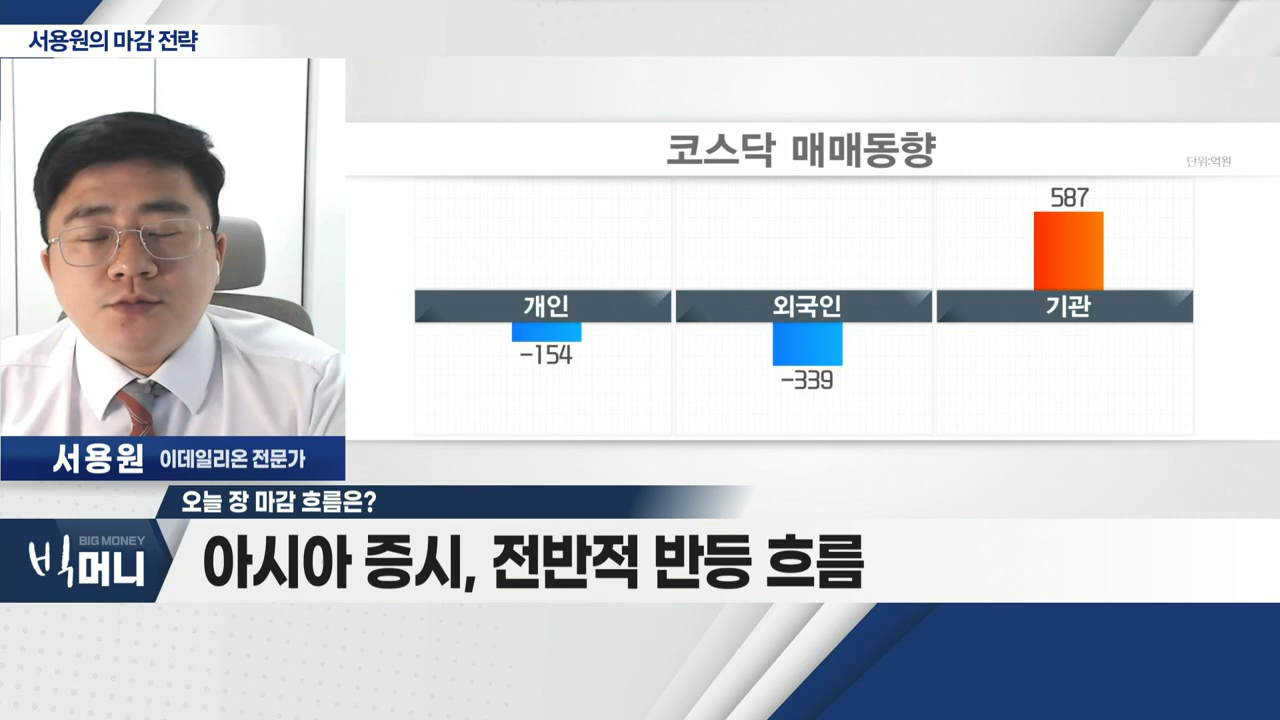 서용원의 마감 전략
코스닥 매매동향
단위:억원
587
개인
외국인
기관
-154
-339
서용원 이데일리온 전문가
오늘 장 마감 흐름은?
BIG MONEY
빅머니
아시아 증시, 전반적 반등 흐름